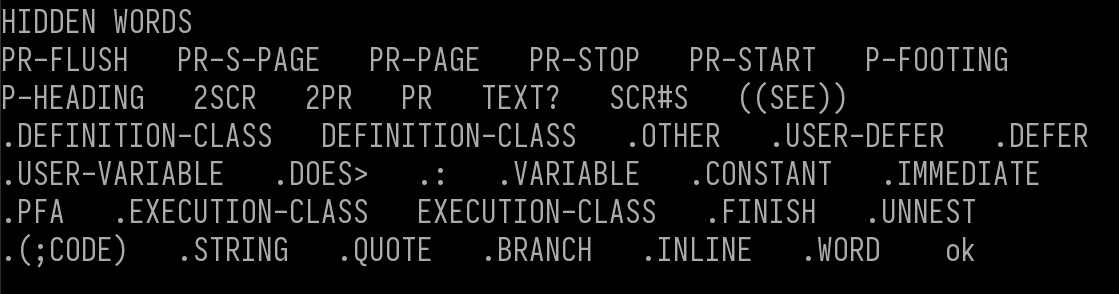 HIDDEN WORDS
PR-FLUSH   PR-S-PAGE   PR-PAGE   PR-STOP   PR-START   P-FOOTING
P-HEADING   2SCR   2PR   PR   TEXT?   SCR#S   ((SEE))
.DEFINITION-CLASS   DEFINITION-CLASS   .OTHER   .USER-DEFER   .DEFER
.USER-VARIABLE   .DOES>   .:   .VARIABLE   .CONSTANT   .IMMEDIATE
.PFA   .EXECUTION-CLASS   EXECUTION-CLASS   .FINISH   .UNNEST
.(;CODE)   .STRING   .QUOTE   .BRANCH   .INLINE   .WORD    ok